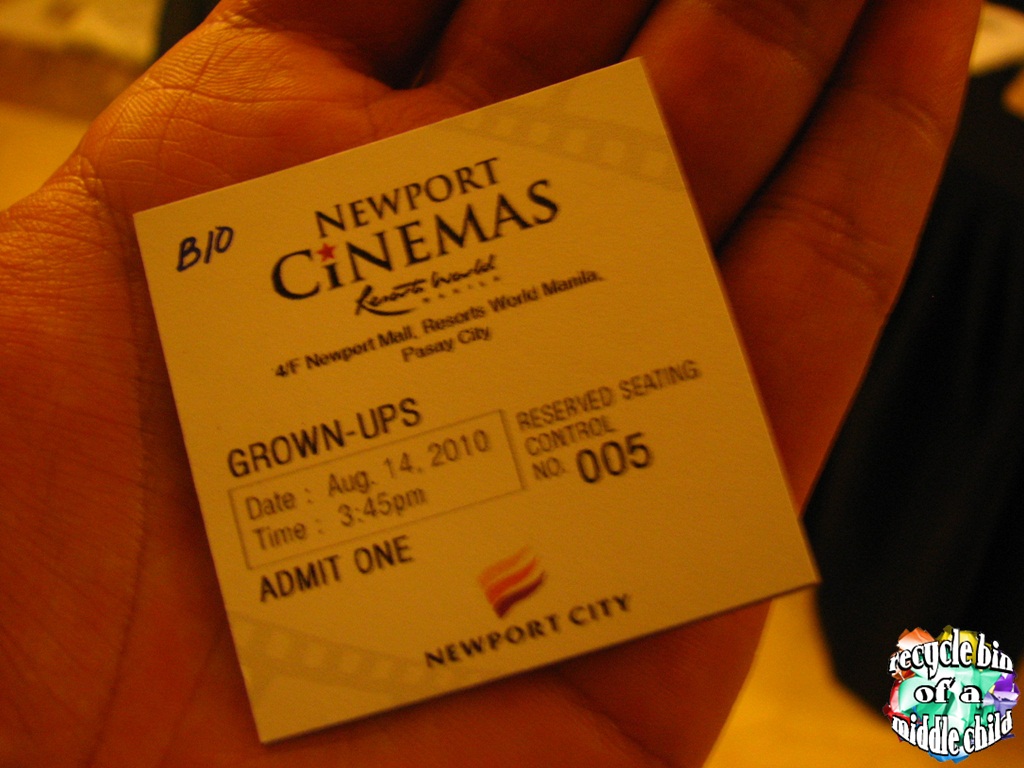 B10
NEWPORT
CiNEMAS
Resorts World
MANILA
4/F Newport Mall, Resorts World Manila,
Pasay City
GROWN-UPS
Date : Aug. 14, 2010
Time : 3:45pm
ADMIT ONE
RESERVED SEATING
CONTROL
NO. 005
NEWPORT CITY
recycle bin
of a
middle child